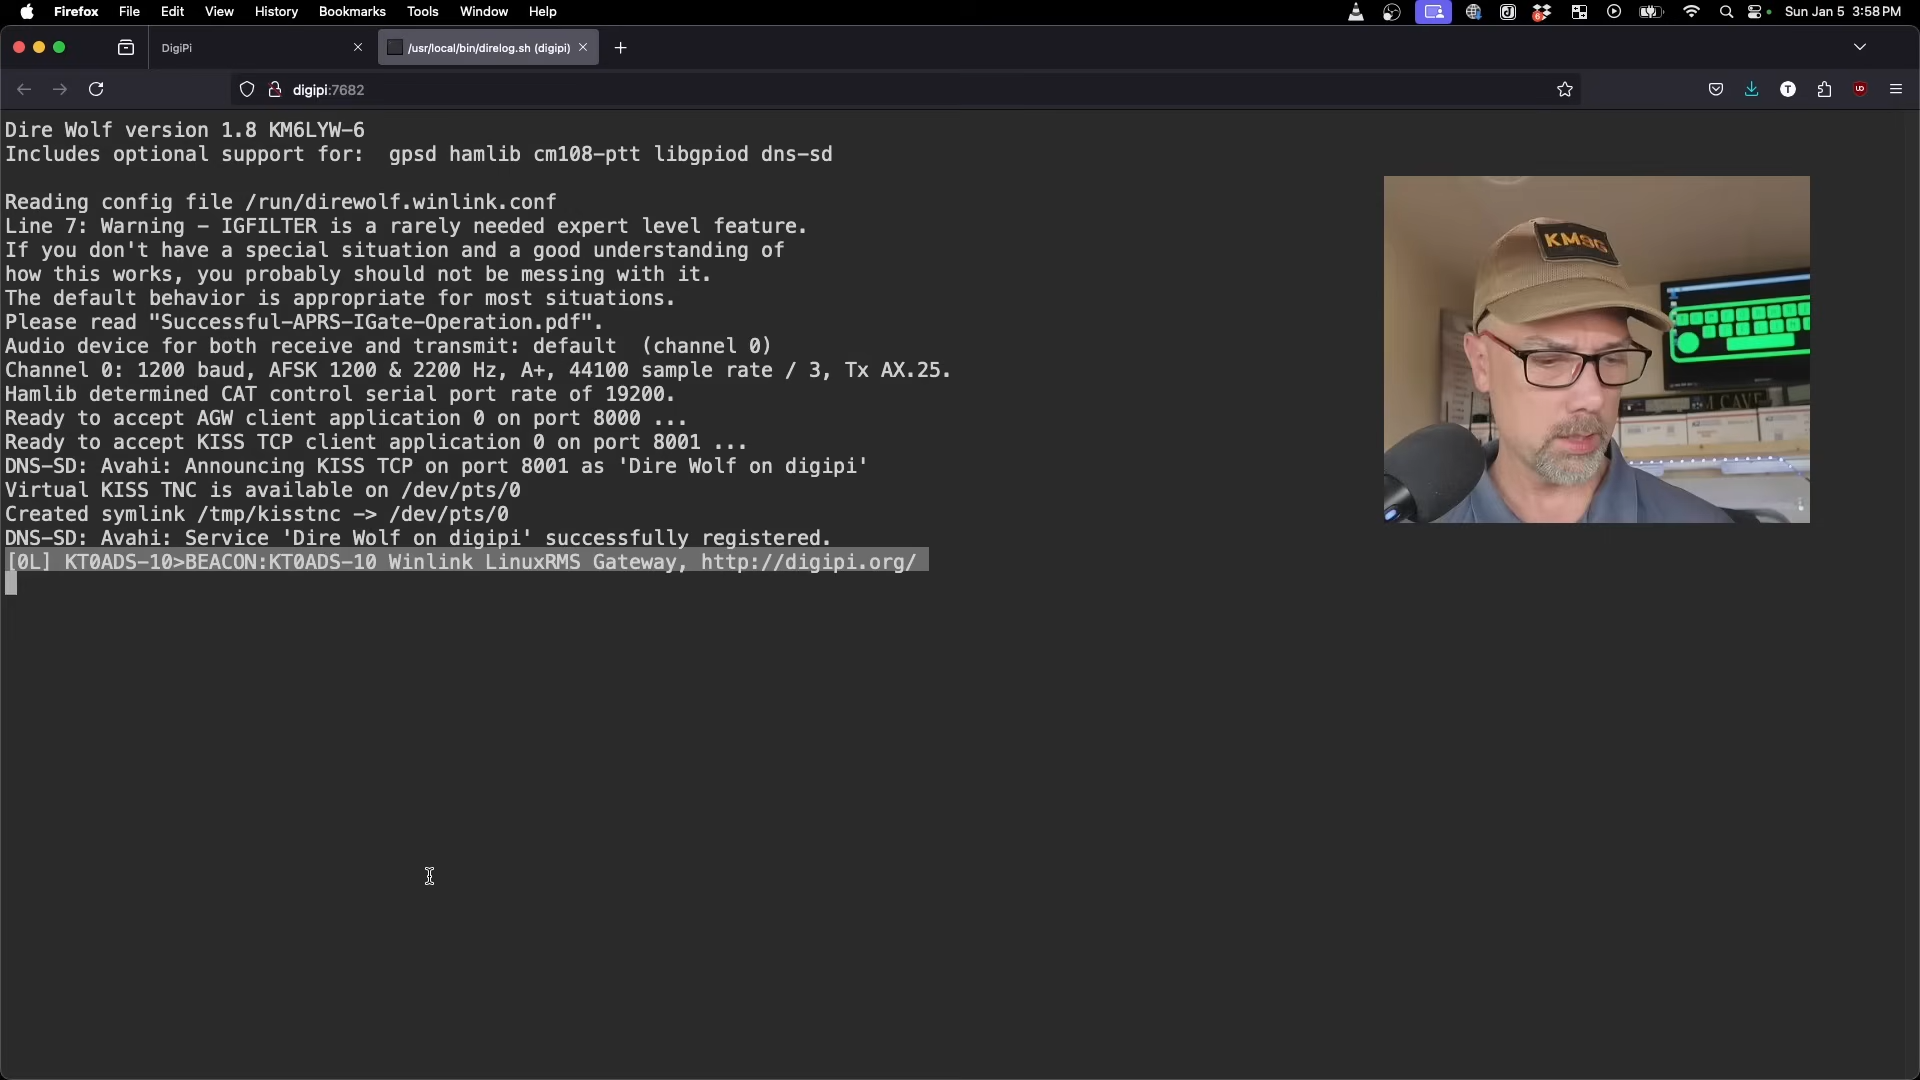 Firefox File Edit View History Bookmarks Tools Window Help
Sun Jan 5 3:58 PM
DigiPi
/usr/local/bin/direlog.sh (digipi)
digipi:7682
Dire Wolf version 1.8 KM6LYW-6
Includes optional support for:  gpsd hamlib cm108-ptt libgpiod dns-sd
Reading config file /run/direwolf.winlink.conf
Line 7: Warning - IGFILTER is a rarely needed expert level feature.
If you don't have a special situation and a good understanding of
how this works, you probably should not be messing with it.
The default behavior is appropriate for most situations.
Please read "Successful-APRS-IGate-Operation.pdf".
Audio device for both receive and transmit: default  (channel 0)
Channel 0: 1200 baud, AFSK 1200 & 2200 Hz, A+, 44100 sample rate / 3, Tx AX.25.
Hamlib determined CAT control serial port rate of 19200.
Ready to accept AGW client application 0 on port 8000 ...
Ready to accept KISS TCP client application 0 on port 8001 ...
DNS-SD: Avahi: Announcing KISS TCP on port 8001 as 'Dire Wolf on digipi'
Virtual KISS TNC is available on /dev/pts/0
Created symlink /tmp/kisstnc -> /dev/pts/0
DNS-SD: Avahi: Service 'Dire Wolf on digipi' successfully registered.
[0L] KT0ADS-10>BEACON:KT0ADS-10 Winlink LinuxRMS Gateway, http://digipi.org/